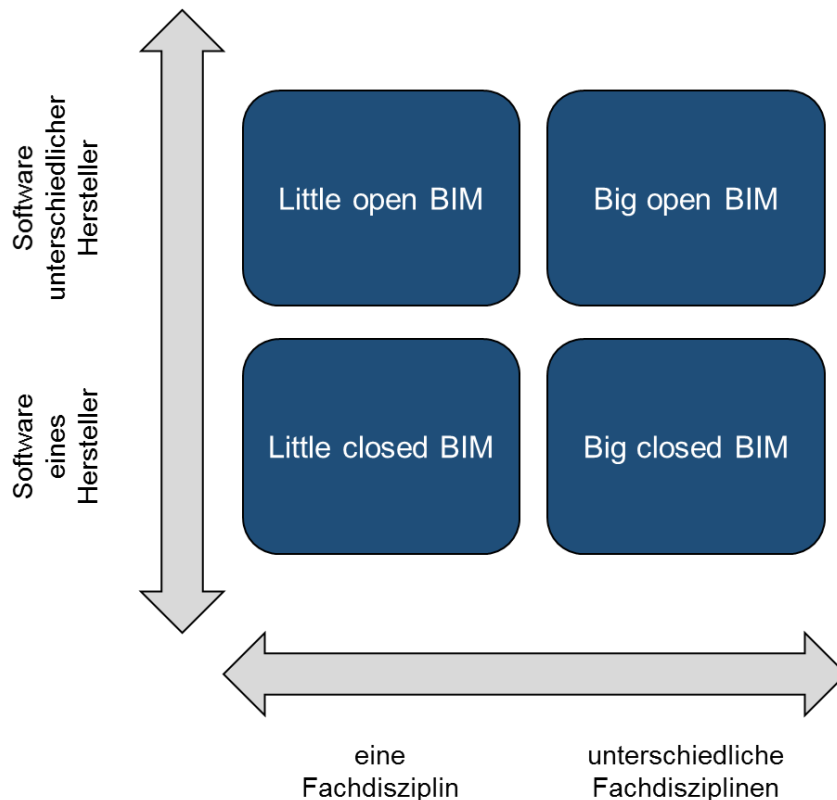 Software
unterschiedlicher
Hersteller
Little open BIM
Big open BIM
Software
eines
Hersteller
Little closed BIM
Big closed BIM
eine
Fachdisziplin
unterschiedliche
Fachdisziplinen